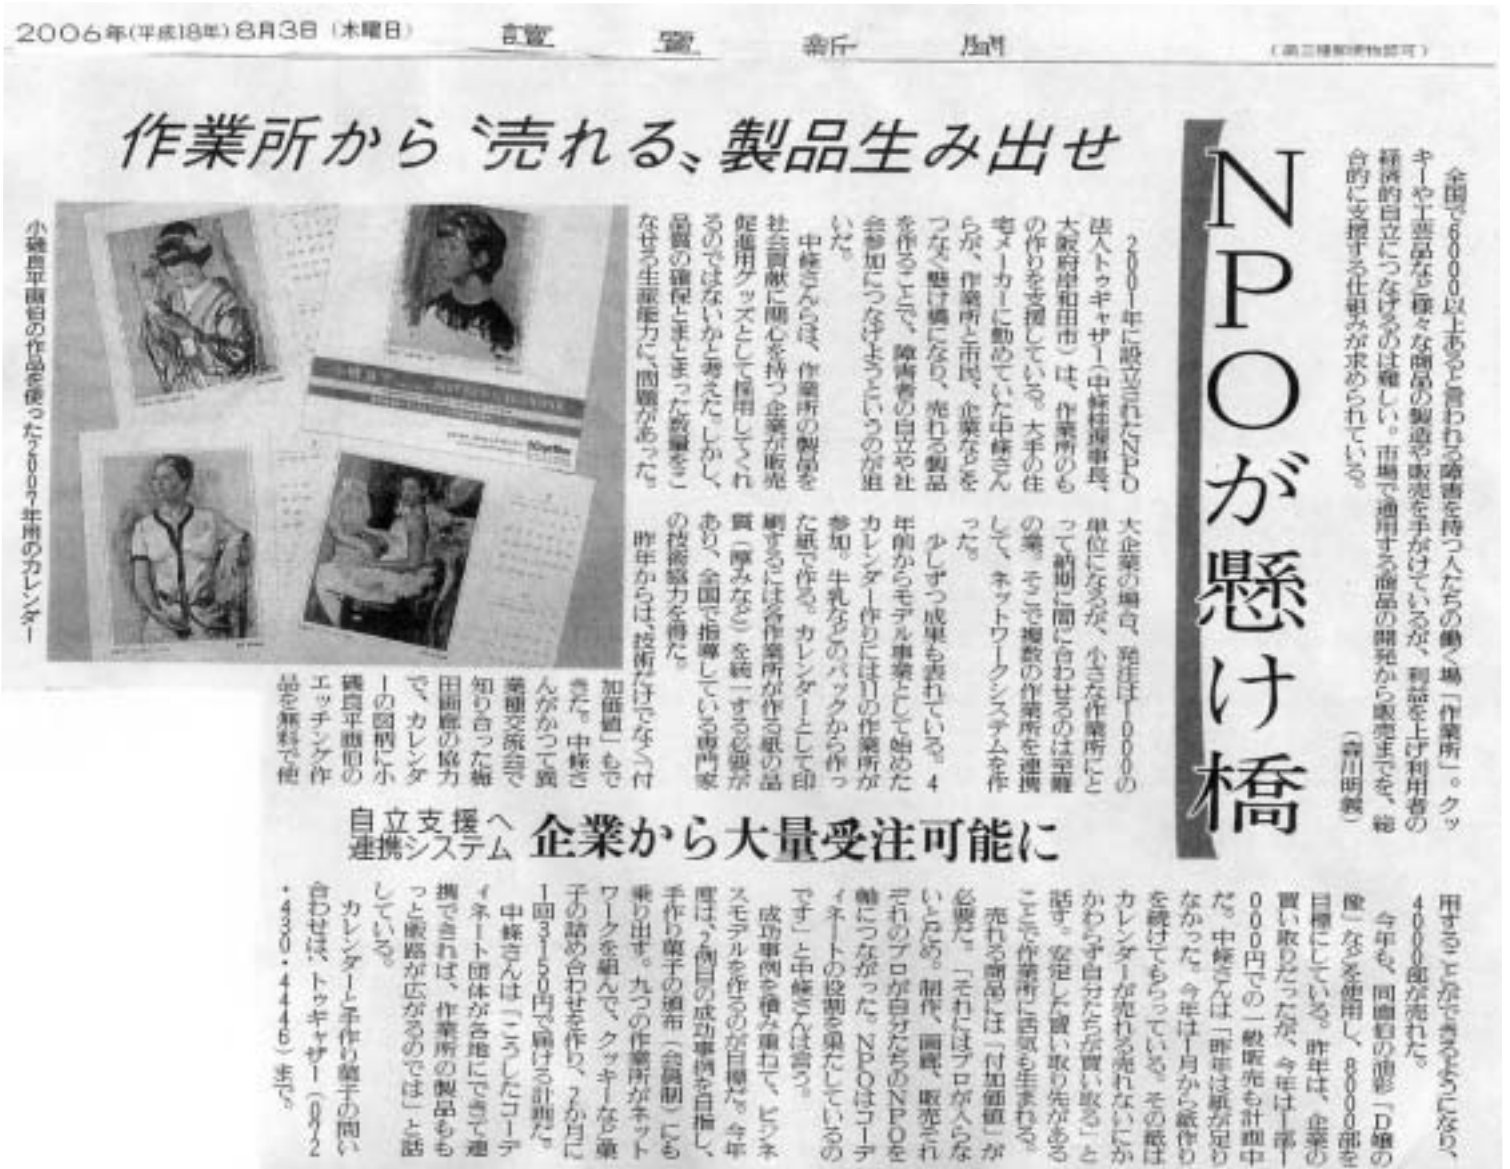 2006年(平成18年)8月3日 (木曜日)
讀賣新聞
(第三種郵便物認可)
作業所から〝売れる〟製品生み出せ
NPOが懸け橋
全国で6000以上あると言われる障害を持つ人たちの働く場「作業所」。クッ
キーや工芸品など様々な商品の製造や販売を手がけているが、利益を上げ利用者の
経済的自立につなげるのは難しい。市場で通用する商品の開発から販売までを、総
合的に支援する仕組みが求められている。
(森川明義)
2001年に設立されたNPO
法人トゥギャザー(中條桂理事長、
大阪府岸和田市)は、作業所のも
の作りを支援している。大手の住
宅メーカーに勤めていた中條さん
らが、作業所と市民、企業などを
つなぐ懸け橋になり、売れる製品
を作ることで、障害者の自立や社
会参加につなげようというのが狙
いだ。
中條さんらは、作業所の製品を
社会貢献に関心を持つ企業が販売
促進用グッズとして採用してくれ
るのではないかと考えた。しかし、
品質の確保とまとまった数量をこ
なせる生産能力に、問題があった。
大企業の場合、発注は1000の
単位になるが、小さな作業所にと
って納期に間に合わせるのは至難
の業。そこで複数の作業所を連携
して、ネットワークシステムを作
った。
少しずつ成果も表れている。4
年前からモデル事業として始めた
カレンダー作りには11の作業所が
参加。牛乳などのパックから作っ
た紙で作る。カレンダーとして印
刷するには各作業所が作る紙の品
質(厚みなど)を統一する必要が
あり、全国で指導している専門家
の技術協力を得た。
昨年からは、技術だけでなく「付
加価値」もで
きた。中條さ
んがかつて異
業種交流会で
知り合った梅
田画廊の協力
で、カレンダ
ーの図柄に小
磯良平画伯の
エッチング作
品を無料で使
小磯良平画伯の作品を使った2007年用のカレンダー
自立支援へ
連携システム
企業から大量受注可能に
用することができるようになり、
4000部が売れた。
今年も、同画伯の油彩「D嬢の
像」などを使用し、8000部を
目標にしている。昨年は、企業の
買い取りだったが、今年は1部1
000円での一般販売も計画中
だ。中條さんは「昨年は紙が足り
なかった。今年は1月から紙作り
を続けてもらっている。その紙は
カレンダーが売れる売れないにか
かわらず自分たちが買い取る」と
話す。安定した買い取り先がある
ことで作業所に活気も生まれる。
売れる商品には「付加価値」が
必要だ。「それにはプロが入らな
いとだめ。制作、画廊、販売それ
ぞれのプロが自分たちのNPOを
軸につながった。NPOはコーデ
ィネートの役割を果たしているの
です」と中條さんは言う。
成功事例を積み重ねて、ビジネ
スモデルを作るのが目標だ。今年
度は、2例目の成功事例を目指し、
手作り菓子の頒布(会員制)にも
乗り出す。九つの作業所がネット
ワークを組んで、クッキーなど菓
子の詰め合わせを作り、2か月に
1回3150円で届ける計画だ。
中條さんは「こうしたコーデ
ィネート団体が各地にできて連
携できれば、作業所の製品ももも
っと販路が広がるのでは」と話
している。
カレンダーと手作り菓子の問い
合わせは、トゥギャザー(072
・430・4446)まで。